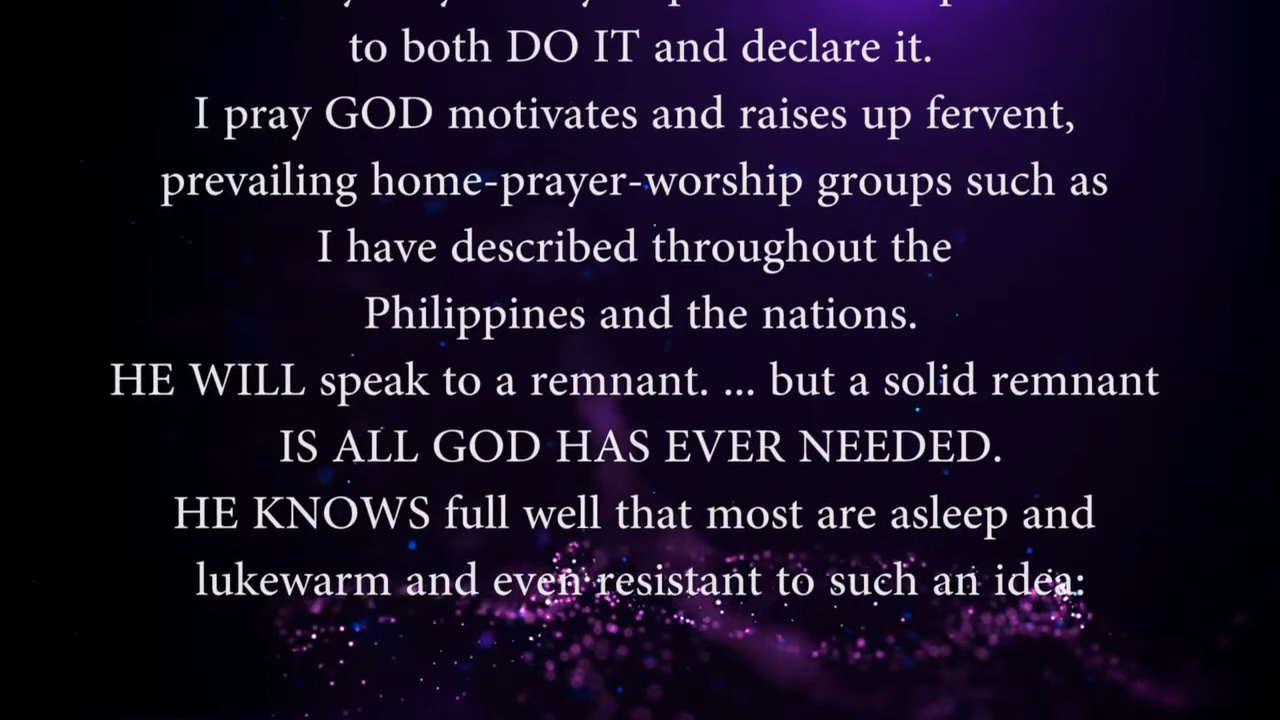 to both DO IT and declare it.
I pray GOD motivates and raises up fervent,
prevailing home-prayer-worship groups such as
I have described throughout the
Philippines and the nations.
HE WILL speak to a remnant. ... but a solid remnant
IS ALL GOD HAS EVER NEEDED.
HE KNOWS full well that most are asleep and
lukewarm and even resistant to such an idea: